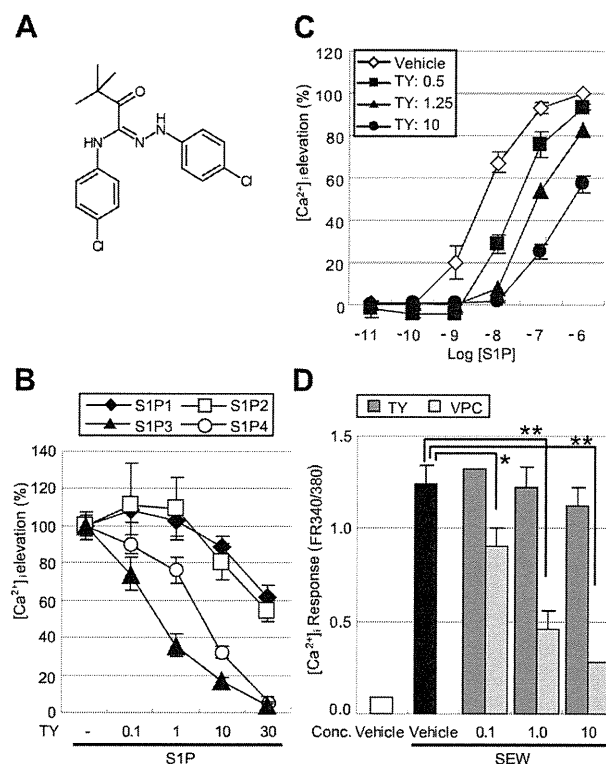 A
O
HN
N
N
H
Cl
Cl
B
S1P1
S1P2
S1P3
S1P4
[Ca2+]i elevation (%)
140
120
100
80
60
40
20
0
TY - 0.1 1 10 30
S1P
C
[Ca2+]i elevation (%)
120
100
80
60
40
20
0
Vehicle
TY: 0.5
TY: 1.25
TY: 10
-11 -10 -9 -8 -7 -6
Log [S1P]
D
TY
VPC
[Ca2+]i Response (FR340/380)
1.5
1.0
0.5
0.0
*
**
**
Conc. Vehicle Vehicle 0.1 1.0 10
SEW